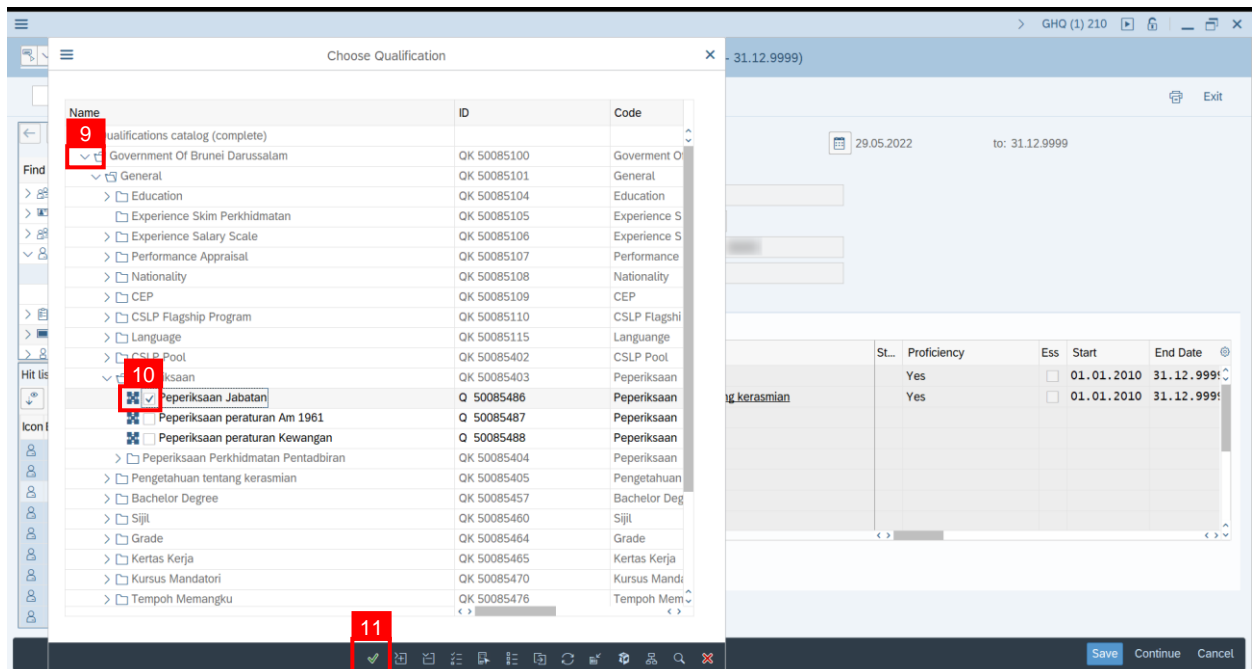 GHQ (1) 210
Choose Qualification
- 31.12.9999)
Exit
Name ID Code
9
ualifications catalog (complete)
Government Of Brunei Darussalam QK 50085100 Goverment O
29.05.2022 to: 31.12.9999
Find
General QK 50085101 General
Education QK 50085104 Education
Experience Skim Perkhidmatan QK 50085105 Experience S
Experience Salary Scale QK 50085106 Experience S
Performance Appraisal QK 50085107 Performance
Nationality QK 50085108 Nationality
CEP QK 50085109 CEP
CSLP Flagship Program QK 50085110 CSLP Flagshi
Language QK 50085115 Languange
CSLP Pool QK 50085402 CSLP Pool
St... Proficiency Ess Start End Date
Hit lis
10
ksaan QK 50085403 Peperiksaan
Yes 01.01.2010 31.12.9999
Peperiksaan Jabatan Q 50085486 Peperiksaan
ng kerasmian Yes 01.01.2010 31.12.999
Peperiksaan peraturan Am 1961 Q 50085487 Peperiksaan
Icon
Peperiksaan peraturan Kewangan Q 50085488 Peperiksaan
Peperiksaan Perkhidmatan Pentadbiran QK 50085404 Peperiksaan
Pengetahuan tentang kerasmian QK 50085405 Pengetahuan
Bachelor Degree QK 50085457 Bachelor Deg
Sijil QK 50085460 Sijil
Grade QK 50085464 Grade
Kertas Kerja QK 50085465 Kertas Kerja
Kursus Mandatori QK 50085470 Kursus Manda
Tempoh Memangku QK 50085476 Tempoh Mem
11
Save Continue Cancel